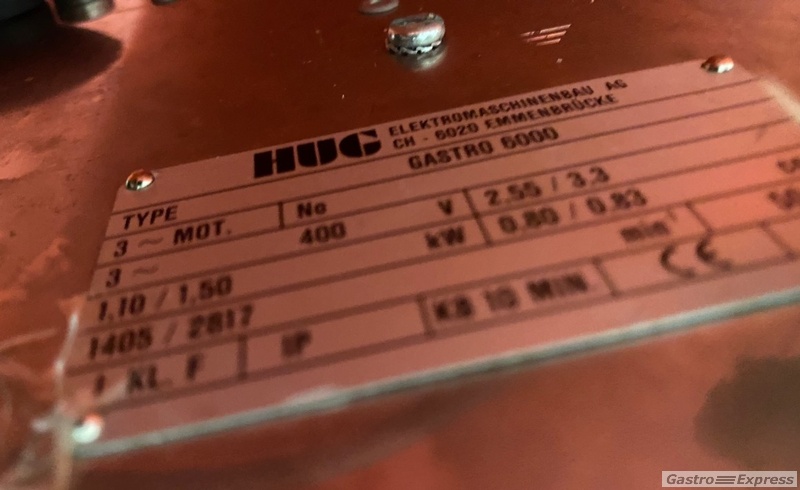 HUG ELEKTROMASCHINENBAU AG
CH - 6020 EMMENBRÜCKE
GASTRO 6000
TYPE
3 ~ MOT. No
3 ~ 400 V 2.55 / 3.3
1,10 / 1,50 kW 0.80 / 0.83
1405 / 2817 min⁻¹ 50
I KL. F IP KB 10 MIN. CE
Gastro Express